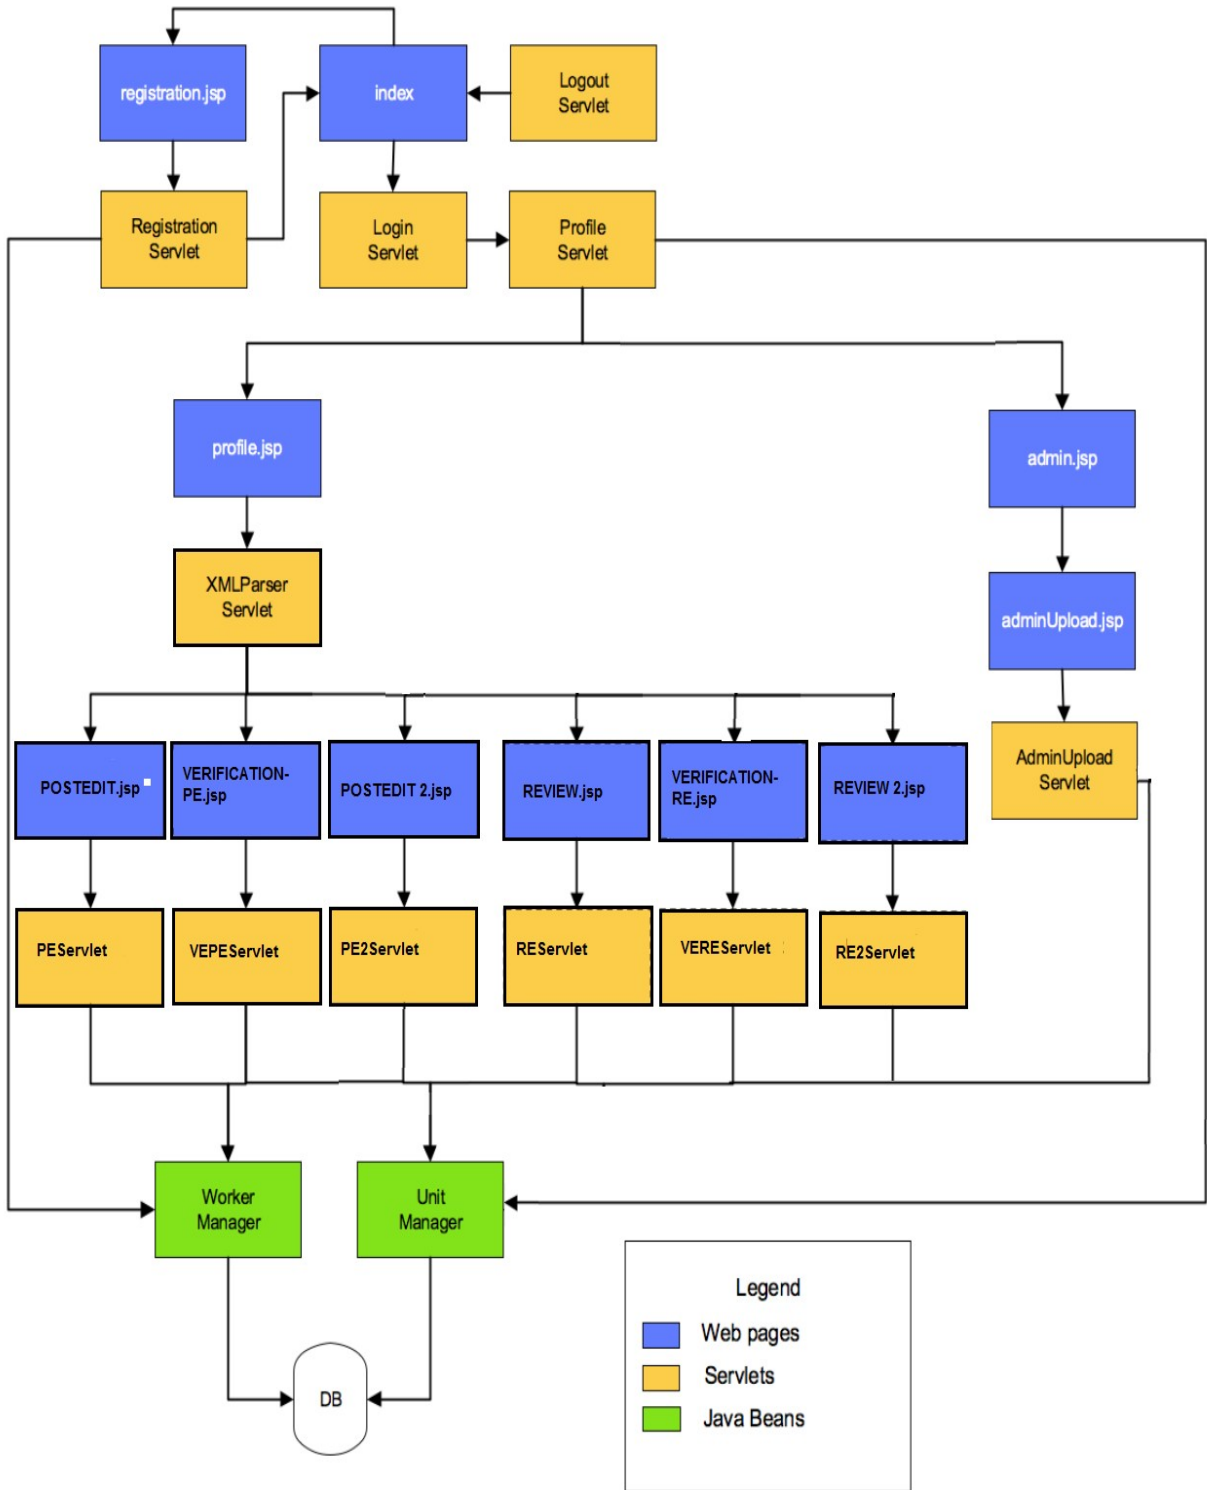 registration.jsp
index
Logout
Servlet
Registration
Servlet
Login
Servlet
Profile
Servlet
profile.jsp
admin.jsp
XMLParser
Servlet
adminUpload.jsp
POSTEDIT.jsp
VERIFICATION-
PE.jsp
POSTEDIT 2.jsp
REVIEW.jsp
VERIFICATION-
RE.jsp
REVIEW 2.jsp
AdminUpload
Servlet
PEServlet
VEPEServlet
PE2Servlet
REServlet
VEREServlet
RE2Servlet
Worker
Manager
Unit
Manager
DB
Legend
Web pages
Servlets
Java Beans